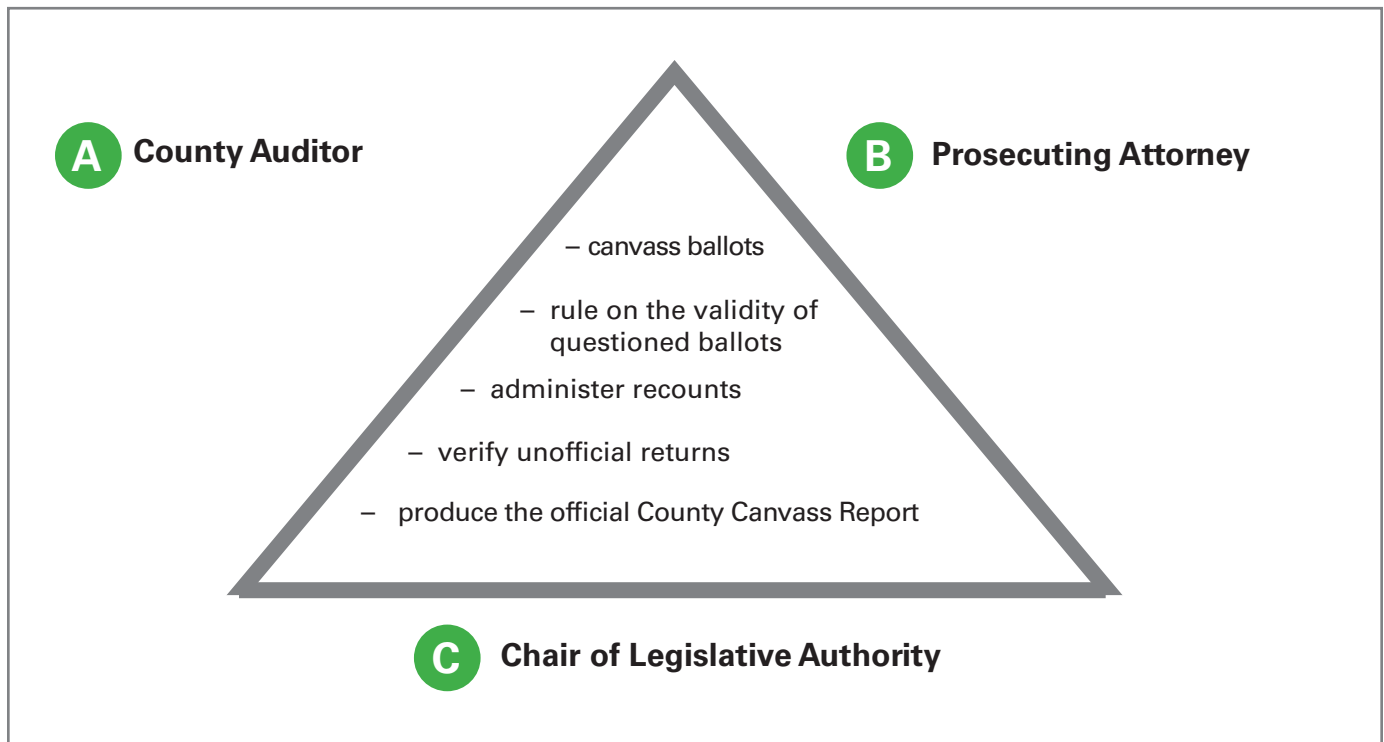 A County Auditor
B Prosecuting Attorney
– canvass ballots
– rule on the validity of
questioned ballots
– administer recounts
– verify unofficial returns
– produce the official County Canvass Report
C Chair of Legislative Authority